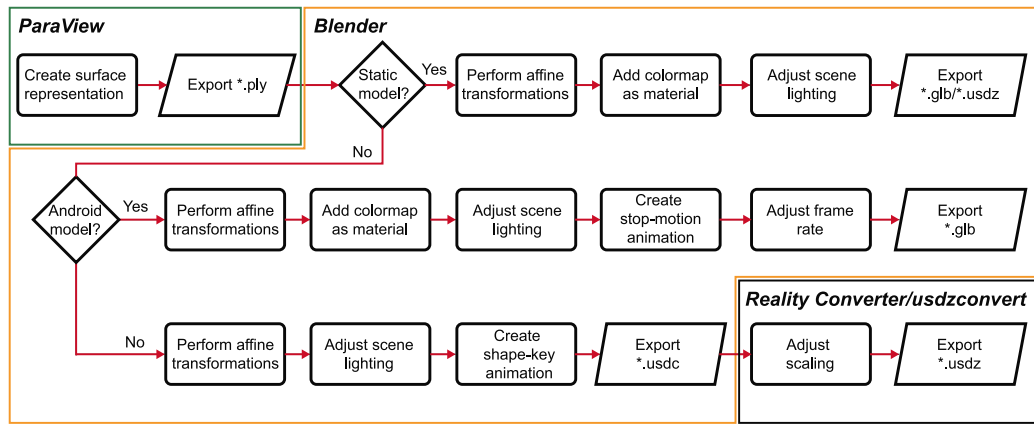 ParaView
Create surface
representation
Export *.ply
Blender
Static
model?
Yes
Perform affine
transformations
Add colormap
as material
Adjust scene
lighting
Export
*.glb/*.usdz
No
Android
model?
Yes
Perform affine
transformations
Add colormap
as material
Adjust scene
lighting
Create
stop-motion
animation
Adjust frame
rate
Export
*.glb
No
Perform affine
transformations
Adjust scene
lighting
Create
shape-key
animation
Export
*.usdc
Reality Converter/usdzconvert
Adjust
scaling
Export
*.usdz